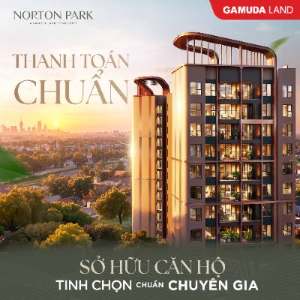 NORTON PARK
GAMUDA LAND
THANH TOÁN
CHUẨN
SỞ HỮU CĂN HỘ
TINH CHỌN CHUẨN CHUYÊN GIA